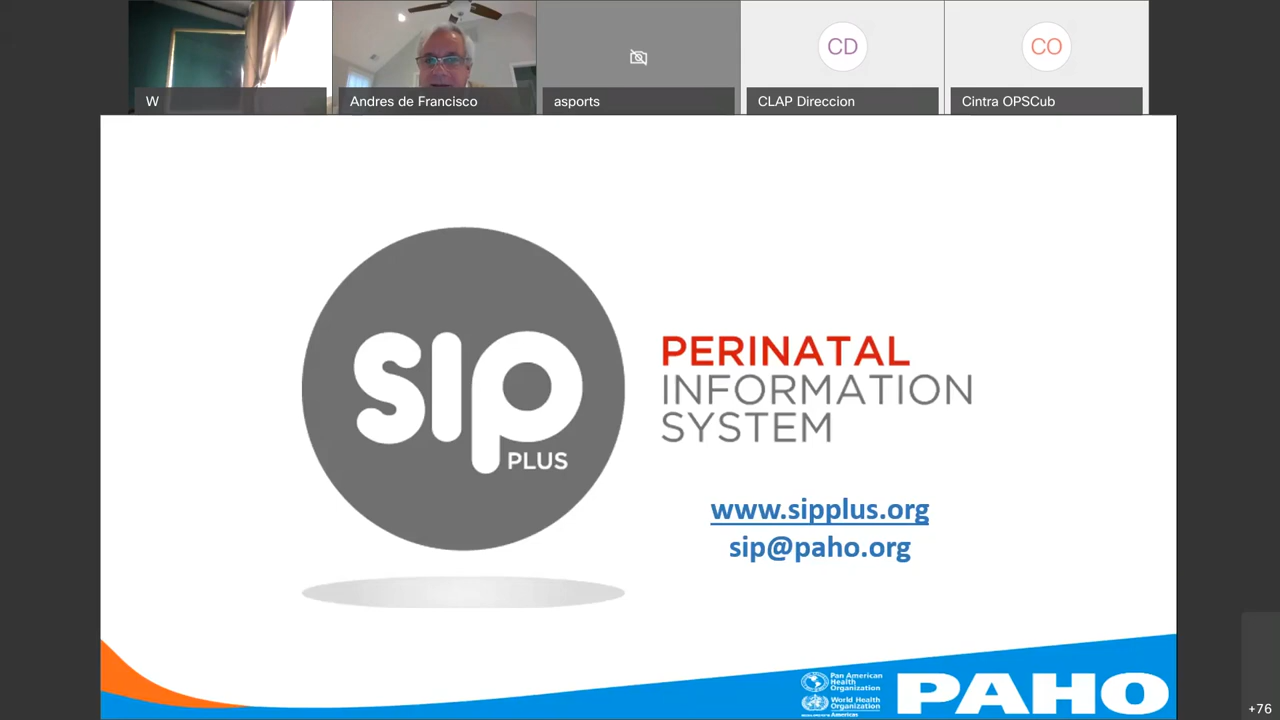 W
Andres de Francisco
asports
CD
CLAP Direccion
CO
Cintra OPSCub
sip
PLUS
PERINATAL
INFORMATION
SYSTEM
www.sipplus.org
sip@paho.org
Pan American
Health
Organization
World Health
Organization
Americas
PAHO
+76